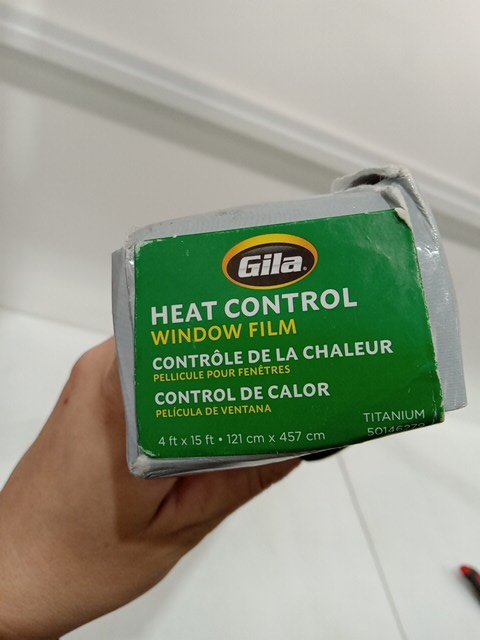 Gila
HEAT CONTROL
WINDOW FILM
CONTRÔLE DE LA CHALEUR
PELLICULE POUR FENÊTRES
CONTROL DE CALOR
PELÍCULA DE VENTANA
4 ft x 15 ft • 121 cm x 457 cm
TITANIUM